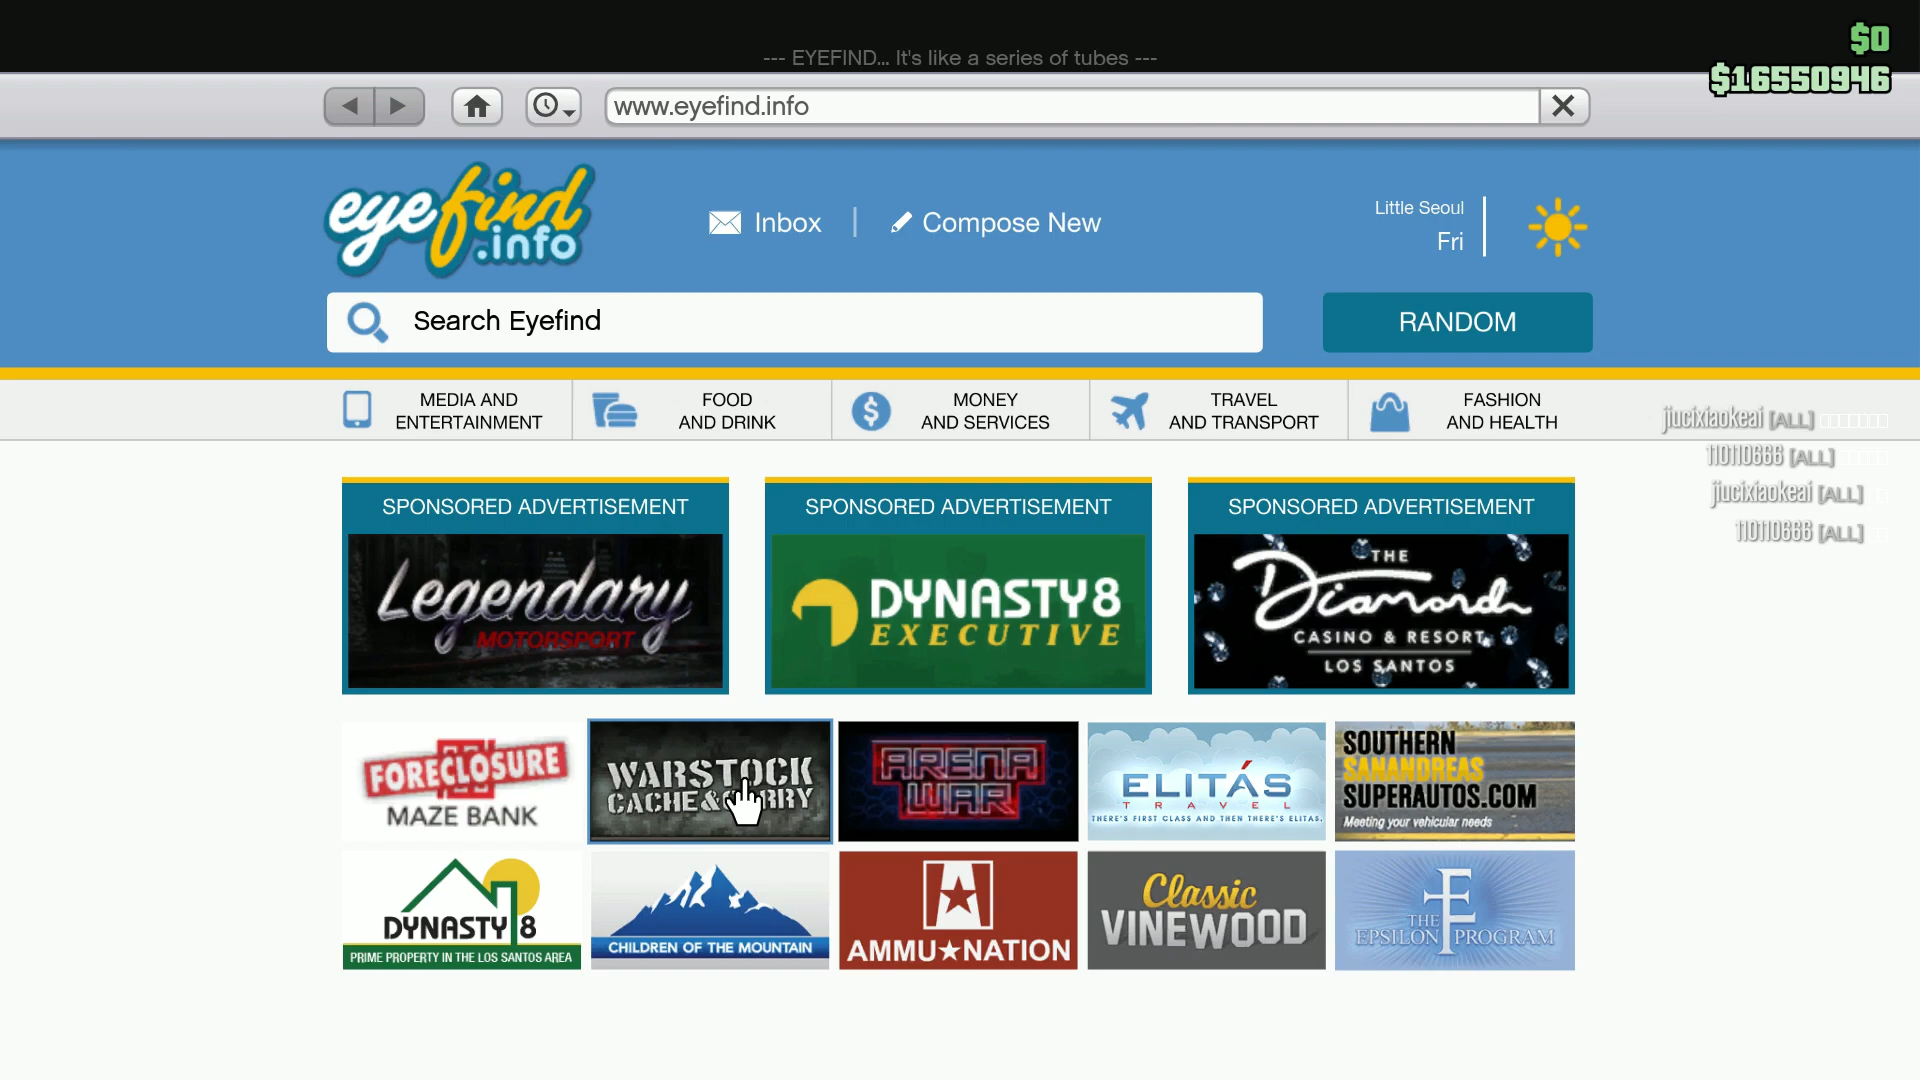 --- EYEFIND... It's like a series of tubes ---
$0
$16550946
www.eyefind.info
eyefind
.info
Inbox
Compose New
Little Seoul
Fri
Search Eyefind
RANDOM
MEDIA AND
ENTERTAINMENT
FOOD
AND DRINK
MONEY
AND SERVICES
TRAVEL
AND TRANSPORT
FASHION
AND HEALTH
jiucixiaokeai [ALL]
110110666 [ALL]
jiucixiaokeai [ALL]
110110666 [ALL]
SPONSORED ADVERTISEMENT
Legendary
MOTORSPORT
SPONSORED ADVERTISEMENT
DYNASTY8
EXECUTIVE
SPONSORED ADVERTISEMENT
THE
Diamond
CASINO & RESORT
LOS SANTOS
FORECLOSURE
MAZE BANK
WARSTOCK
CACHE&
ARENA
WAR
ELITÁS
TRAVEL
THERE'S FIRST CLASS AND THEN THERE'S ELITAS.
SOUTHERN
SANANDREAS
SUPERAUTOS.COM
Meeting your vehicular needs
DYNASTY 8
PRIME PROPERTY IN THE LOS SANTOS AREA
CHILDREN OF THE MOUNTAIN
AMMU★NATION
Classic
VINEWOOD
THE
EPSILON PROGRAM